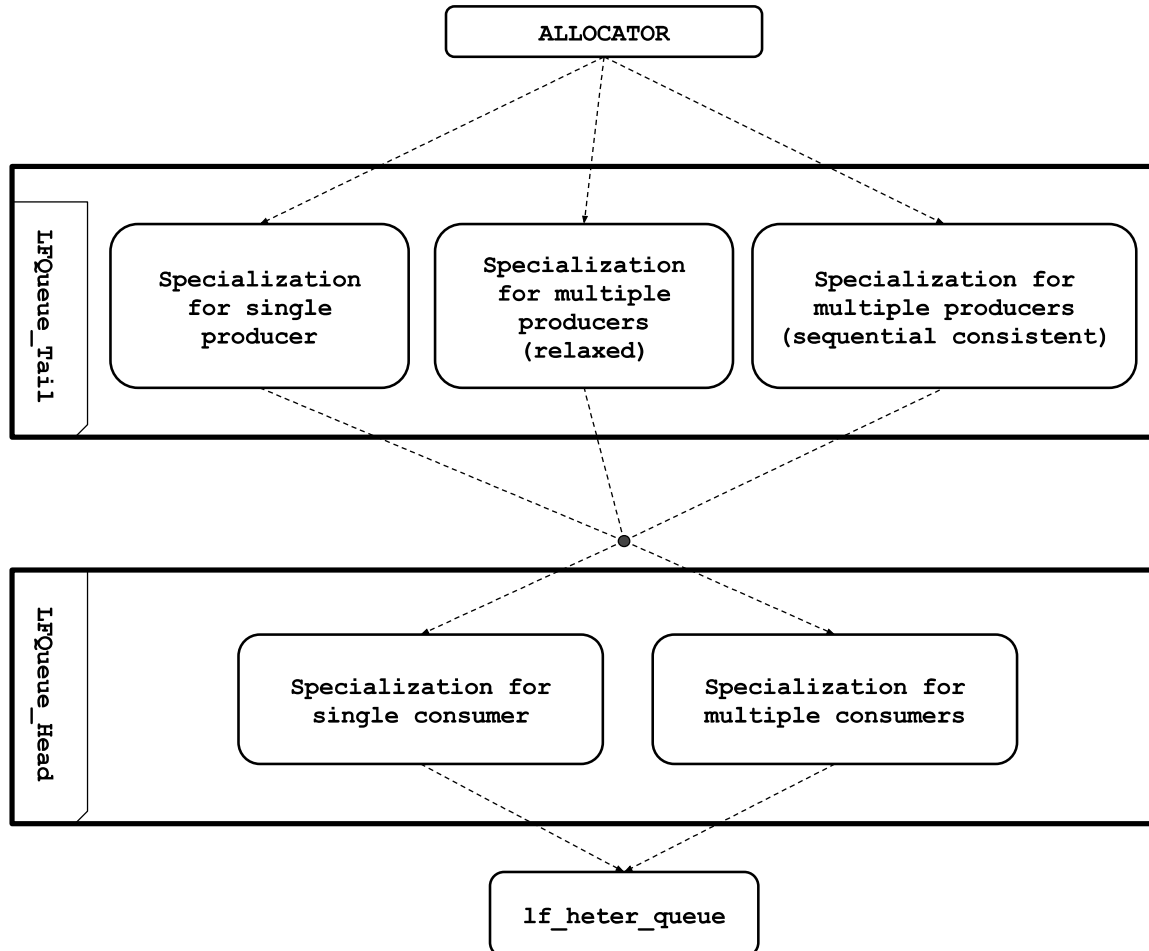 ALLOCATOR
LFQueue_Tail
Specialization
for single
producer
Specialization
for multiple
producers
(relaxed)
Specialization for
multiple producers
(sequential consistent)
LFQueue_Head
Specialization for
single consumer
Specialization for
multiple consumers
lf_heter_queue